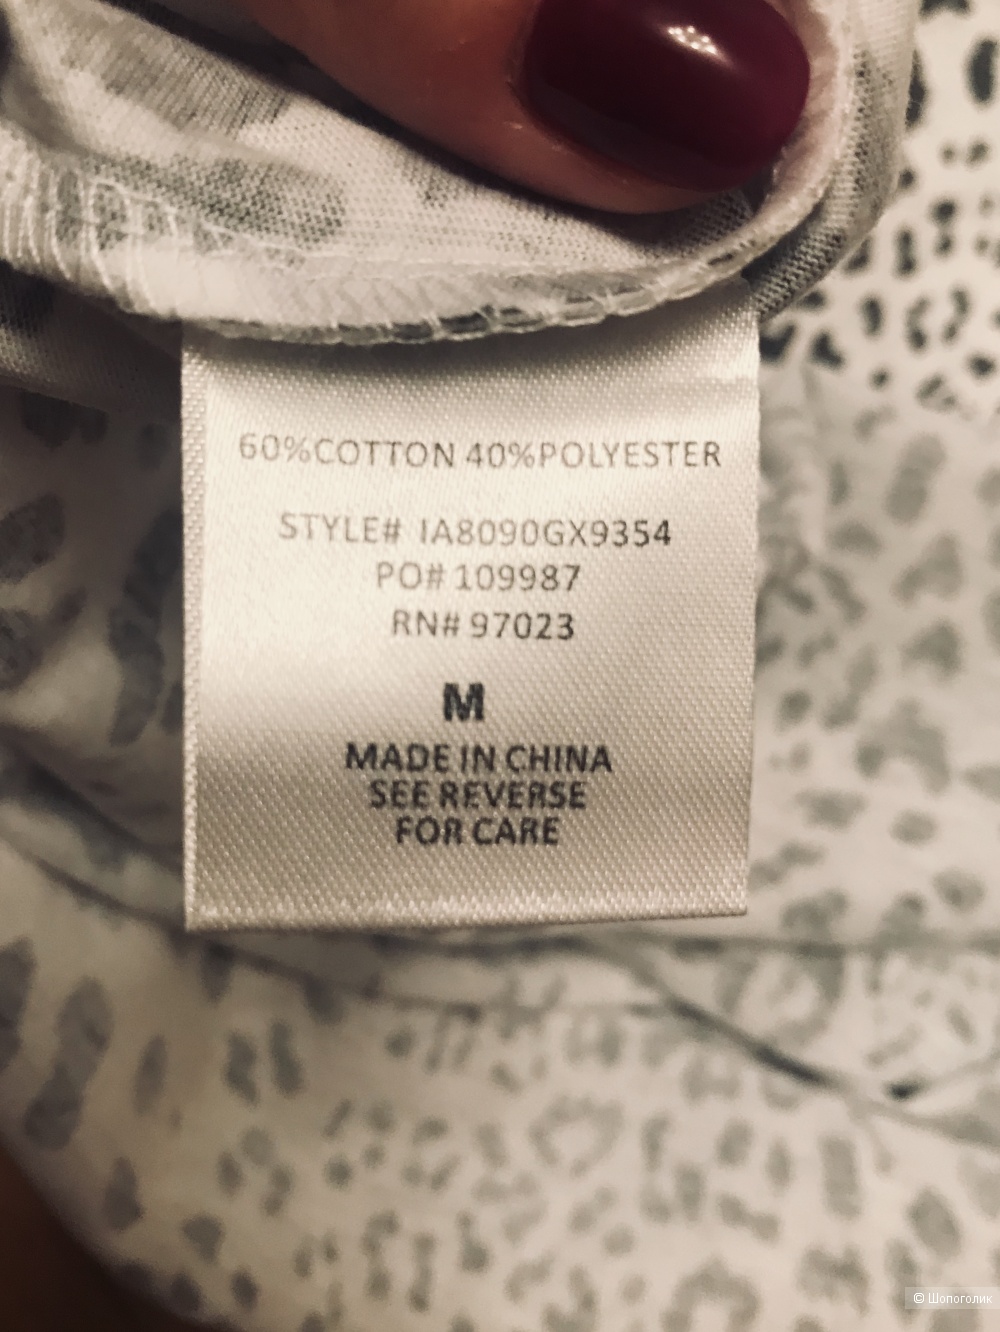 60%COTTON 40%POLYESTER
STYLE# IA8090GX9354
PO# 109987
RN# 97023
M
MADE IN CHINA
SEE REVERSE
FOR CARE
© Шопоголик